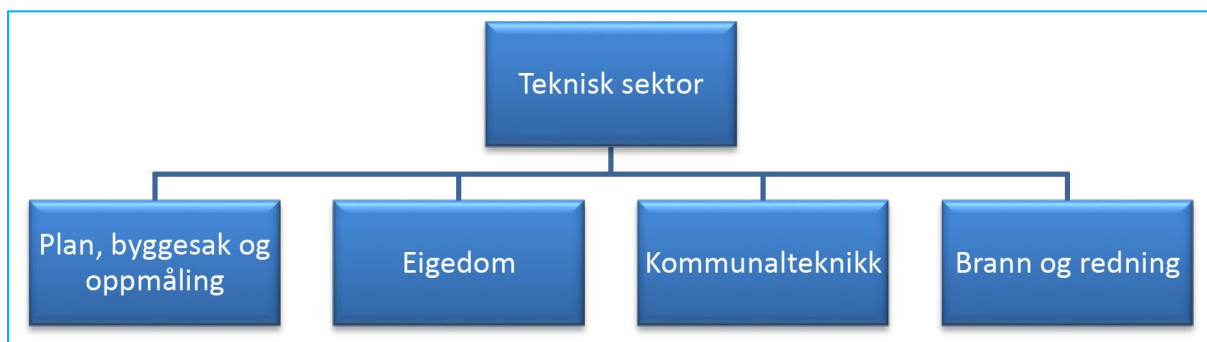 Teknisk sektor
Plan, byggesak og
oppmåling
Eigedom
Kommunalteknikk
Brann og redning